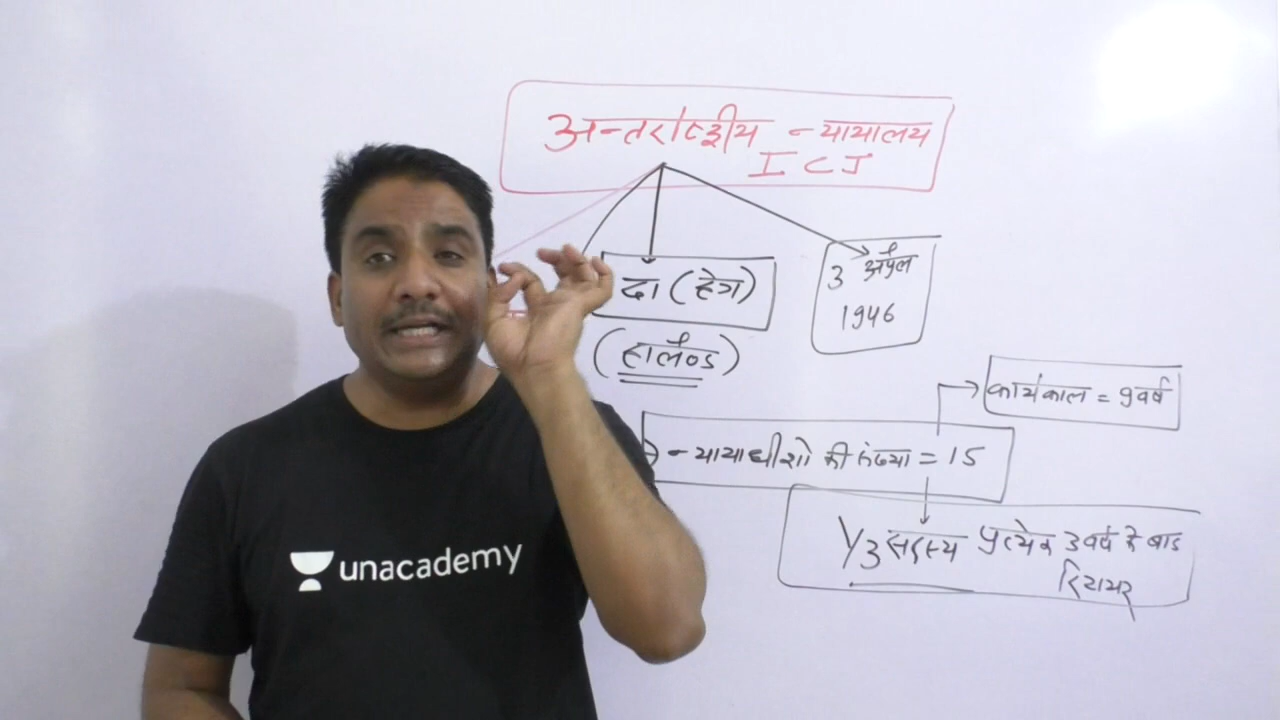 अन्तर्राष्ट्रीय न्यायालय
ICJ
दा (हेग)
(हालैण्ड)
3 अप्रैल
1946
कार्यकाल = 9 वर्ष
न्यायाधीशो की संख्या = 15
1/3 सदस्य प्रत्येक 3 वर्ष के बाद
रिटायर
unacademy